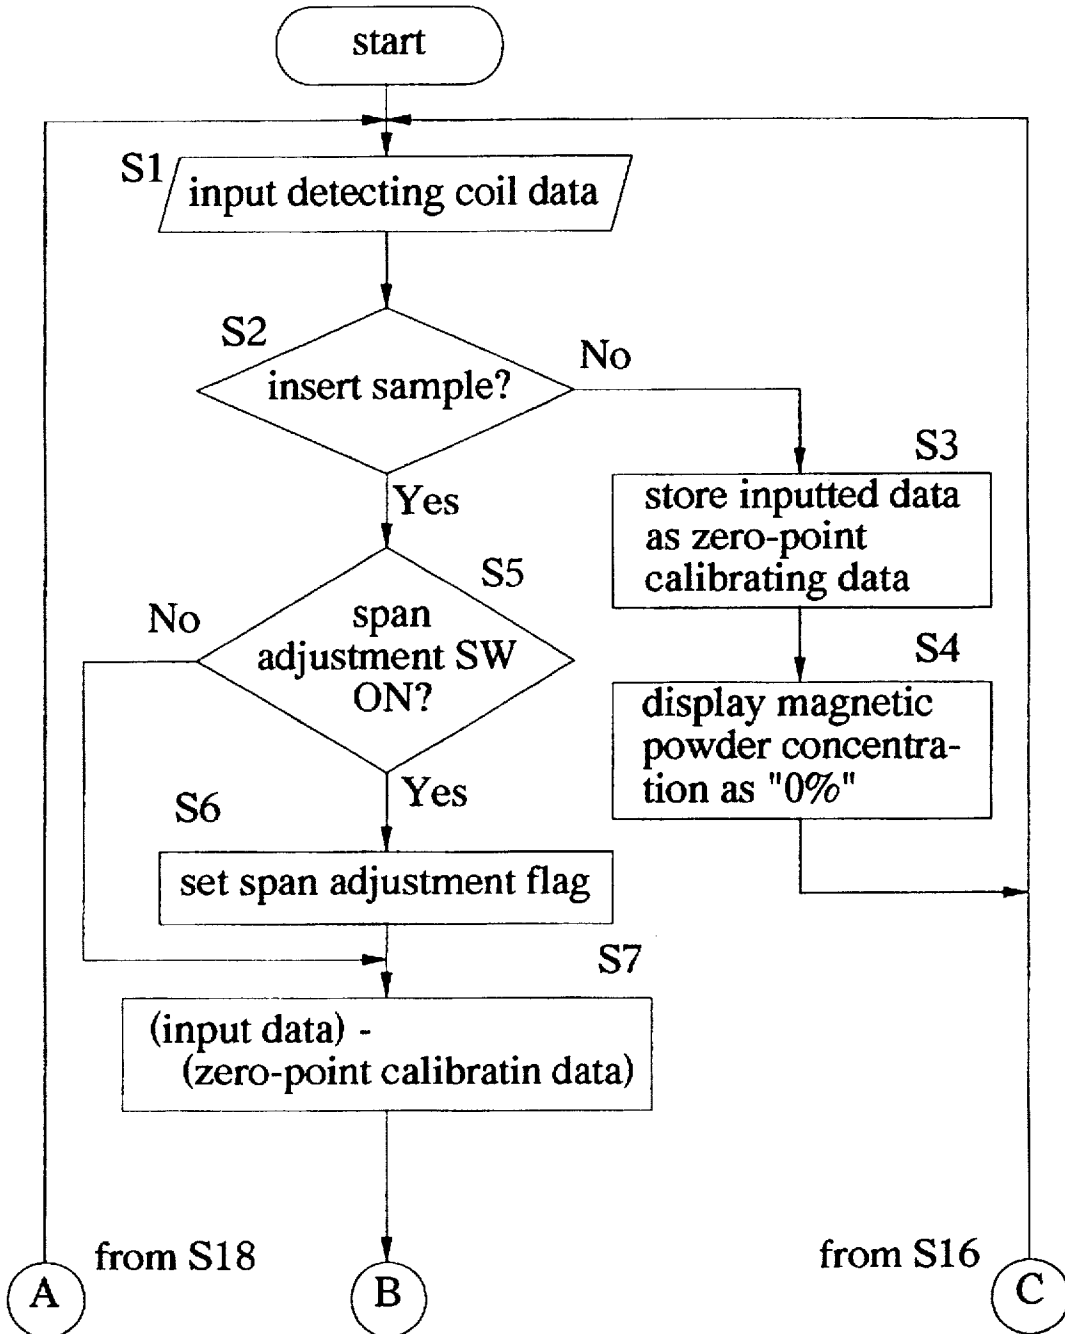 start
S1
input detecting coil data
S2
insert sample?
No
Yes
S3
store inputted data
as zero-point
calibrating data
S4
display magnetic
powder concentra-
tion as "0%"
S5
span
adjustment SW
ON?
No
Yes
S6
set span adjustment flag
S7
(input data) -
(zero-point calibratin data)
from S18
A
B
from S16
C